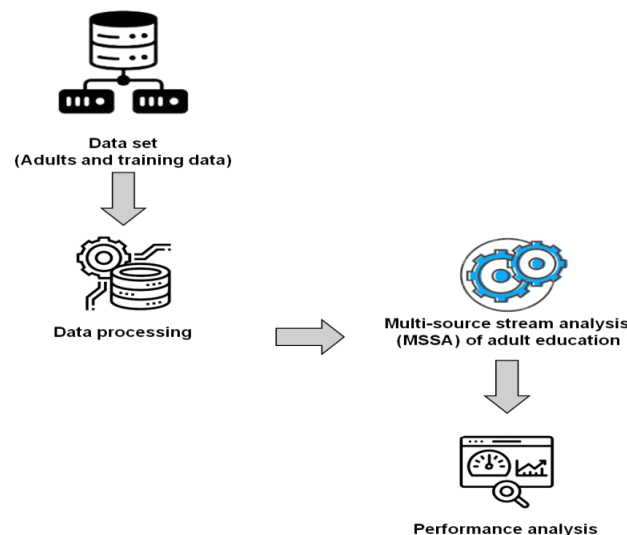 Data set
(Adults and training data)
Data processing
Multi-source stream analysis
(MSSA) of adult education
Performance analysis